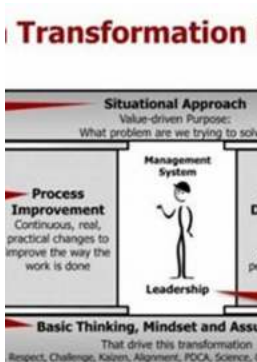 Transformation
Situational Approach
Value-driven Purpose:
What problem are we trying to
Management
System
Process
Improvement
Continuous, real,
practical changes to
improve the way the
work is done
Leadership
Basic Thinking, Mindset and
That drive this transformation
Respect, Challenge, Kaizen, Alignment, PDCA, Science,